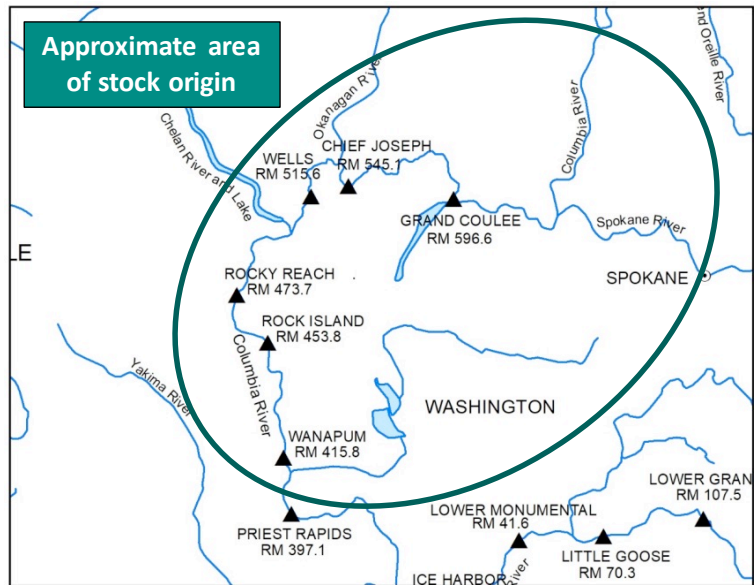 Approximate area
of stock origin
Okanagan River
Columbia River
end Oreille River
Chelan River and Lake
WELLS
RM 515.6
CHIEF JOSEPH
RM 545.1
GRAND COULEE
RM 596.6
Spokane River
LE
SPOKANE
ROCKY REACH
RM 473.7
ROCK ISLAND
RM 453.8
Yakima River
Columbia River
WASHINGTON
WANAPUM
RM 415.8
PRIEST RAPIDS
RM 397.1
LOWER MONUMENTAL
RM 41.6
LOWER GRAN
RM 107.5
LITTLE GOOSE
RM 70.3
ICE HARBOR
River